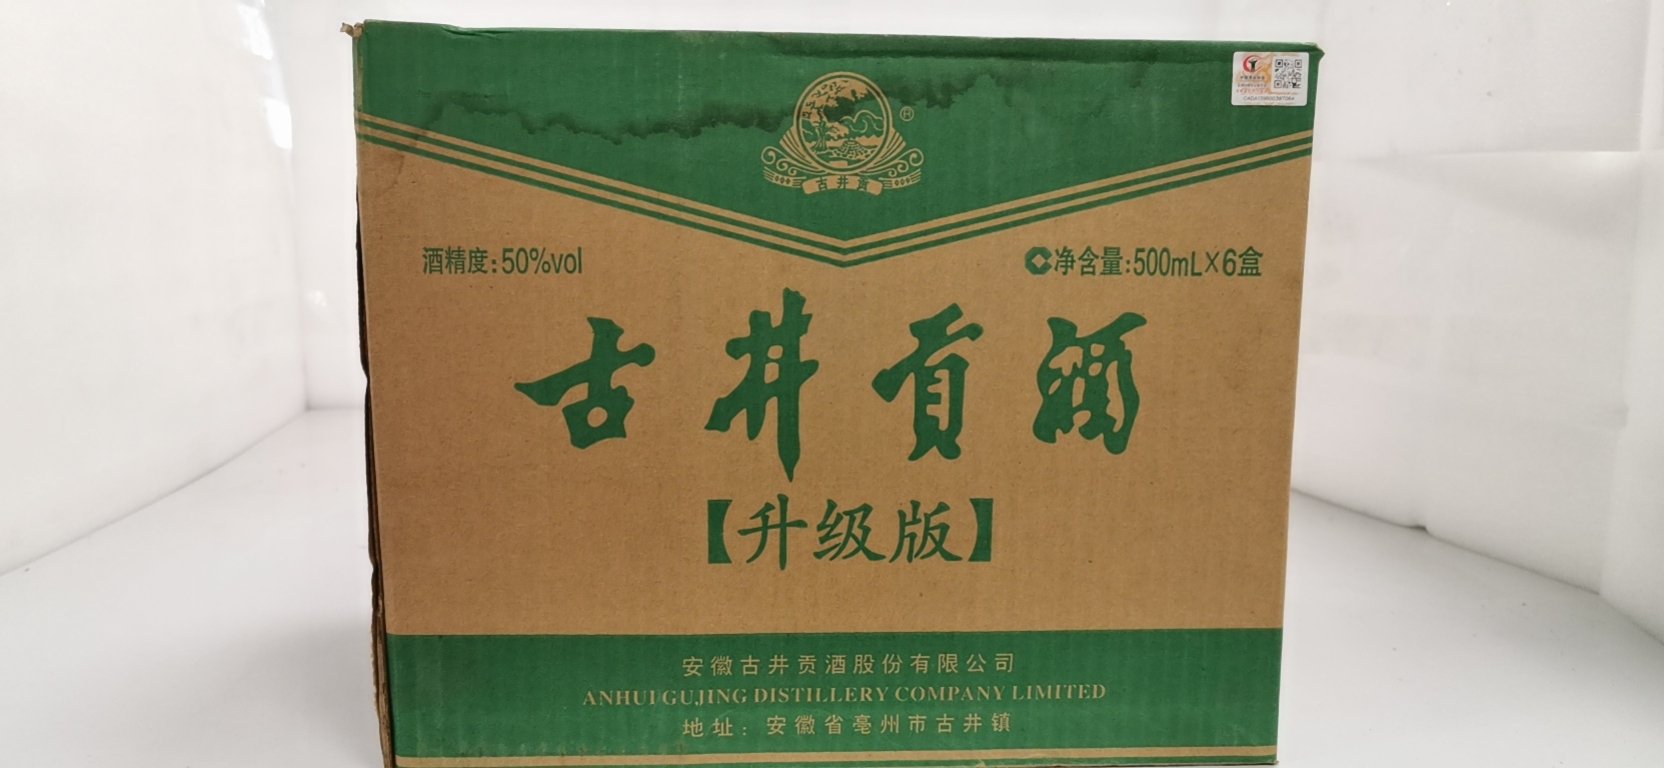 古井贡
®
酒精度:50%vol
净含量:500mL×6盒
古井贡酒
【升级版】
安徽古井贡酒股份有限公司
ANHUI GUJING DISTILLERY COMPANY LIMITED
地址：安徽省亳州市古井镇